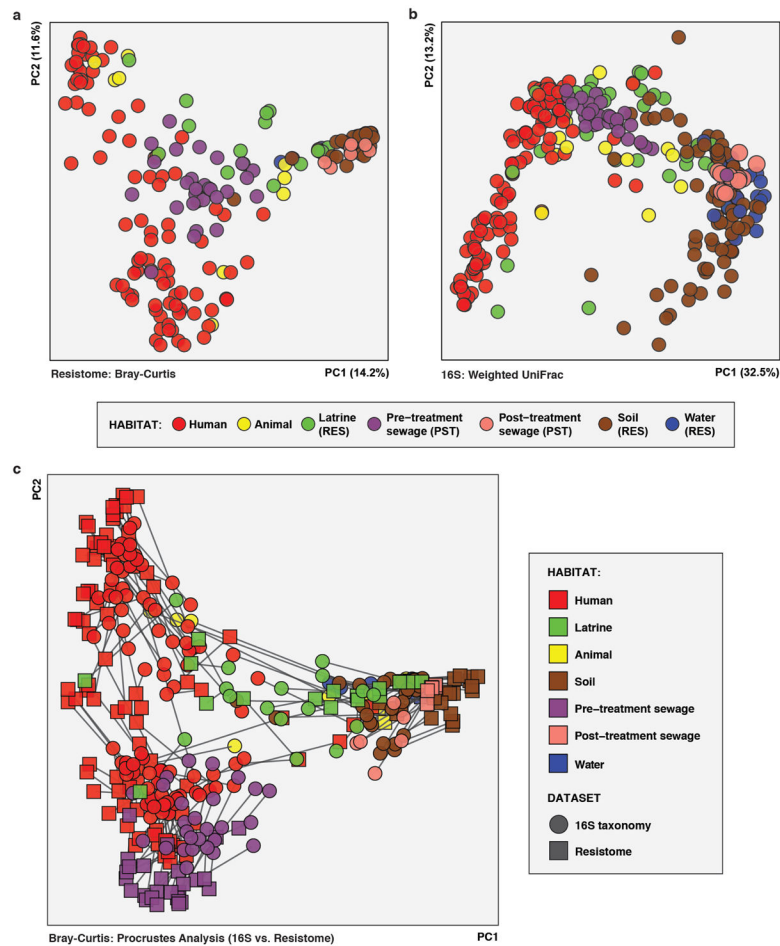 a
PC2 (11.6%)
Resistome: Bray-Curtis
PC1 (14.2%)
b
PC2 (13.2%)
16S: Weighted UniFrac
PC1 (32.5%)
HABITAT:
Human
Animal
Latrine
(RES)
Pre-treatment
sewage (PST)
Post-treatment
sewage (PST)
Soil
(RES)
Water
(RES)
c
PC2
Bray-Curtis: Procrustes Analysis (16S vs. Resistome)
PC1
HABITAT:
Human
Latrine
Animal
Soil
Pre-treatment sewage
Post-treatment sewage
Water
DATASET
16S taxonomy
Resistome